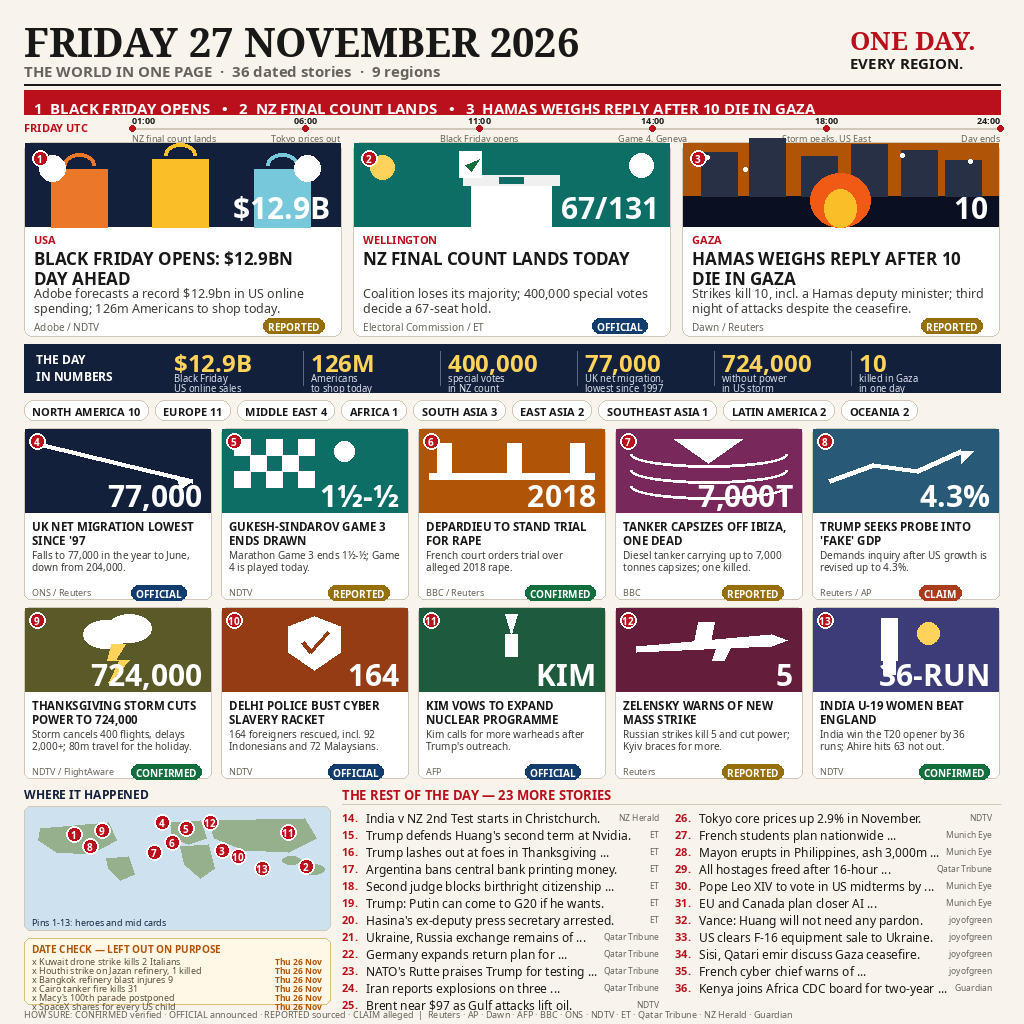 FRIDAY 27 NOVEMBER 2026
THE WORLD IN ONE PAGE · 36 dated stories · 9 regions
ONE DAY.
EVERY REGION.
1 BLACK FRIDAY OPENS • 2 NZ FINAL COUNT LANDS • 3 HAMAS WEIGHS REPLY AFTER 10 DIE IN GAZA
FRIDAY UTC
01:00 06:00 11:00 14:00 18:00 24:00
NZ final count lands Tokyo prices out Black Friday opens Game 4, Geneva Storm peaks, US East Day ends
1
$12.9B
USA
BLACK FRIDAY OPENS: $12.9BN
DAY AHEAD
Adobe forecasts a record $12.9bn in US online
spending; 126m Americans to shop today.
Adobe / NDTV REPORTED
2
67/131
WELLINGTON
NZ FINAL COUNT LANDS TODAY
Coalition loses its majority; 400,000 special votes
decide a 67-seat hold.
Electoral Commission / ET OFFICIAL
3
10
GAZA
HAMAS WEIGHS REPLY AFTER 10
DIE IN GAZA
Strikes kill 10, incl. a Hamas deputy minister; third
night of attacks despite the ceasefire.
Dawn / Reuters REPORTED
THE DAY
IN NUMBERS
$12.9B
Black Friday
US online sales
126M
Americans
to shop today
400,000
special votes
in NZ count
77,000
UK net migration,
lowest since 1997
724,000
without power
in US storm
10
killed in Gaza
in one day
NORTH AMERICA 10 EUROPE 11 MIDDLE EAST 4 AFRICA 1 SOUTH ASIA 3 EAST ASIA 2 SOUTHEAST ASIA 1 LATIN AMERICA 2 OCEANIA 2
4
77,000
UK NET MIGRATION LOWEST
SINCE '97
Falls to 77,000 in the year to June,
down from 204,000.
ONS / Reuters OFFICIAL
5
1½-½
GUKESH-SINDAROV GAME 3
ENDS DRAWN
Marathon Game 3 ends 1½-½; Game
4 is played today.
NDTV REPORTED
6
2018
DEPARDIEU TO STAND TRIAL
FOR RAPE
French court orders trial over
alleged 2018 rape.
BBC / Reuters CONFIRMED
7
7,000T
TANKER CAPSIZES OFF IBIZA,
ONE DEAD
Diesel tanker carrying up to 7,000
tonnes capsizes; one killed.
BBC REPORTED
8
4.3%
TRUMP SEEKS PROBE INTO
'FAKE' GDP
Demands inquiry after US growth is
revised up to 4.3%.
Reuters / AP CLAIM
9
724,000
THANKSGIVING STORM CUTS
POWER TO 724,000
Storm cancels 400 flights, delays
2,000+; 80m travel for the holiday.
NDTV / FlightAware CONFIRMED
10
164
DELHI POLICE BUST CYBER
SLAVERY RACKET
164 foreigners rescued, incl. 92
Indonesians and 72 Malaysians.
NDTV OFFICIAL
11
KIM
KIM VOWS TO EXPAND
NUCLEAR PROGRAMME
Kim calls for more warheads after
Trump's outreach.
AFP OFFICIAL
12
5
ZELENSKY WARNS OF NEW
MASS STRIKE
Russian strikes kill 5 and cut power;
Kyiv braces for more.
Reuters REPORTED
13
36-RUN
INDIA U-19 WOMEN BEAT
ENGLAND
India win the T20 opener by 36
runs; Ahire hits 63 not out.
NDTV CONFIRMED
WHERE IT HAPPENED
1 9 8 4 5 12 6 7 3 10 13 11 2
Pins 1-13: heroes and mid cards
DATE CHECK — LEFT OUT ON PURPOSE
x Kuwait drone strike kills 2 Italians Thu 26 Nov
x Houthi strike on Jazan refinery, 1 killed Thu 26 Nov
x Bangkok refinery blast injures 9 Thu 26 Nov
x Cairo tanker fire kills 31 Thu 26 Nov
x Macy's 100th parade postponed Thu 26 Nov
x SpaceX shares for every US child Thu 26 Nov
THE REST OF THE DAY — 23 MORE STORIES
14. India v NZ 2nd Test starts in Christchurch. NZ Herald
15. Trump defends Huang's second term at Nvidia. ET
16. Trump lashes out at foes in Thanksgiving ... ET
17. Argentina bans central bank printing money. ET
18. Second judge blocks birthright citizenship ... ET
19. Trump: Putin can come to G20 if he wants. ET
20. Hasina's ex-deputy press secretary arrested. ET
21. Ukraine, Russia exchange remains of ... Qatar Tribune
22. Germany expands return plan for ... Qatar Tribune
23. NATO's Rutte praises Trump for testing ... Qatar Tribune
24. Iran reports explosions on three ... Qatar Tribune
25. Brent near $97 as Gulf attacks lift oil. NDTV
26. Tokyo core prices up 2.9% in November. NDTV
27. French students plan nationwide ... Munich Eye
28. Mayon erupts in Philippines, ash 3,000m ... Munich Eye
29. All hostages freed after 16-hour ... Qatar Tribune
30. Pope Leo XIV to vote in US midterms by ... Munich Eye
31. EU and Canada plan closer AI ... Munich Eye
32. Vance: Huang will not need any pardon. joyofgreen
33. US clears F-16 equipment sale to Ukraine. joyofgreen
34. Sisi, Qatari emir discuss Gaza ceasefire. joyofgreen
35. French cyber chief warns of ... joyofgreen
36. Kenya joins Africa CDC board for two-year ... Guardian
HOW SURE: CONFIRMED verified · OFFICIAL announced · REPORTED sourced · CLAIM alleged | Reuters · AP · Dawn · AFP · BBC · ONS · NDTV · ET · Qatar Tribune · NZ Herald · Guardian